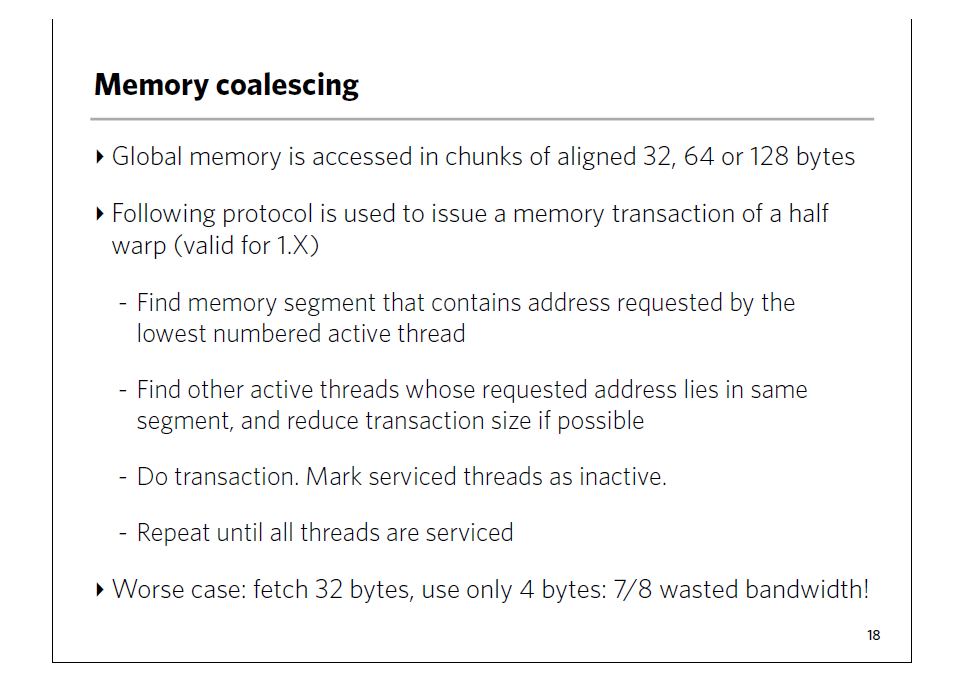 Memory coalescing
‣ Global memory is accessed in chunks of aligned 32, 64 or 128 bytes
‣ Following protocol is used to issue a memory transaction of a half
warp (valid for 1.X)
- Find memory segment that contains address requested by the
lowest numbered active thread
- Find other active threads whose requested address lies in same
segment, and reduce transaction size if possible
- Do transaction. Mark serviced threads as inactive.
- Repeat until all threads are serviced
‣ Worse case: fetch 32 bytes, use only 4 bytes: 7/8 wasted bandwidth!
18